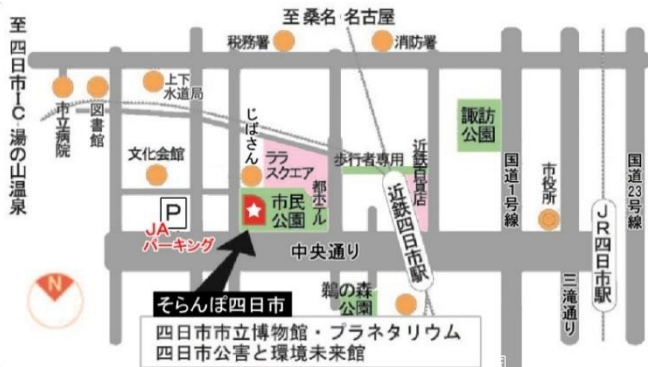 至 桑名 名古屋
税務署
消防署
至四日市IC・湯の山温泉
市立病院
図書館
上下
水道局
じばさん
諏訪
公園
文化会館
ララ
スクエア
歩行者専用
近鉄百貨店
国道1号線
市役所
国道23号線
P
JA
パーキング
市民
公園
都ホテル
近鉄四日市駅
JR四日市駅
中央通り
三滝通り
N
そらんぽ四日市
鵜の森
公園
四日市市立博物館・プラネタリウム
四日市公害と環境未来館